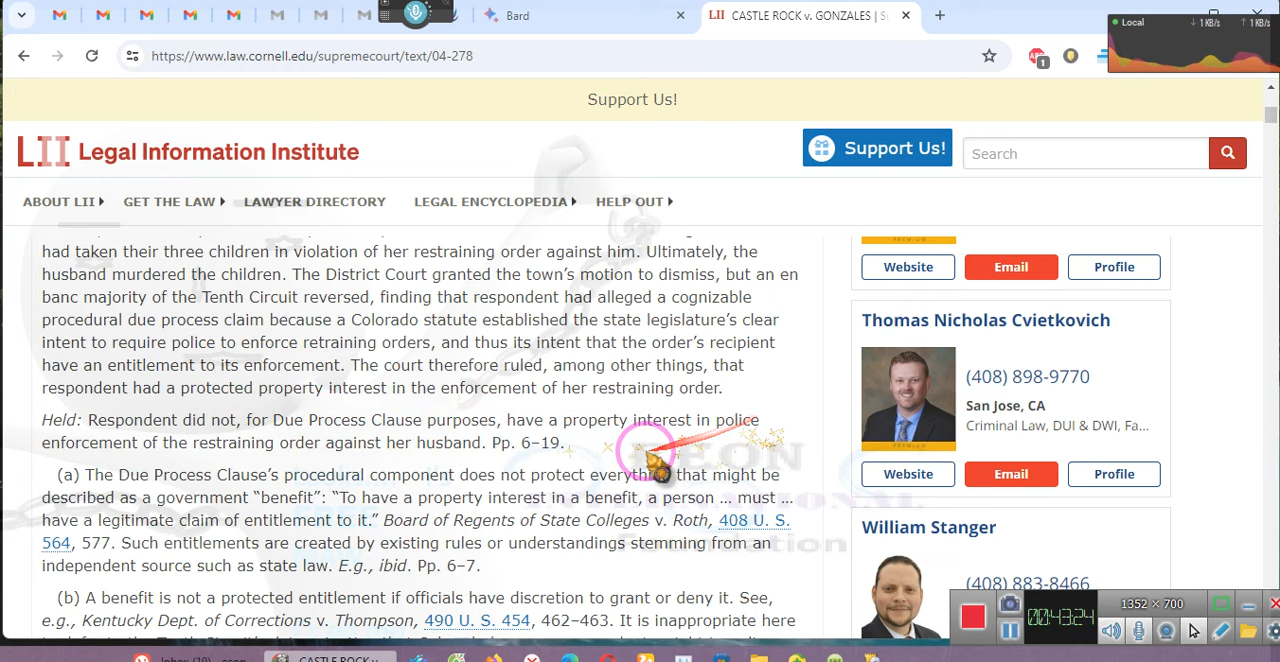 Bard
CASTLE ROCK v. GONZALES | S
Local
1 KB/s
1 KB/s
https://www.law.cornell.edu/supremecourt/text/04-278
1
Support Us!
LII Legal Information Institute
Support Us!
Search
ABOUT LII
GET THE LAW
LAWYER DIRECTORY
LEGAL ENCYCLOPEDIA
HELP OUT
had taken their three children in violation of her restraining order against him. Ultimately, the
husband murdered the children. The District Court granted the town’s motion to dismiss, but an en
banc majority of the Tenth Circuit reversed, finding that respondent had alleged a cognizable
procedural due process claim because a Colorado statute established the state legislature’s clear
intent to require police to enforce retraining orders, and thus its intent that the order’s recipient
have an entitlement to its enforcement. The court therefore ruled, among other things, that
respondent had a protected property interest in the enforcement of her restraining order.
Held: Respondent did not, for Due Process Clause purposes, have a property interest in police
enforcement of the restraining order against her husband. Pp. 6–19.
(a) The Due Process Clause’s procedural component does not protect everything that might be
described as a government “benefit”: “To have a property interest in a benefit, a person … must …
have a legitimate claim of entitlement to it.” Board of Regents of State Colleges v. Roth, 408 U. S.
564, 577. Such entitlements are created by existing rules or understandings stemming from an
independent source such as state law. E.g., ibid. Pp. 6–7.
(b) A benefit is not a protected entitlement if officials have discretion to grant or deny it. See,
e.g., Kentucky Dept. of Corrections v. Thompson, 490 U. S. 454, 462–463. It is inappropriate here
Website
Email
Profile
Thomas Nicholas Cvietkovich
(408) 898-9770
San Jose, CA
Criminal Law, DUI & DWI, Fa...
Website
Email
Profile
William Stanger
(408) 883-8466
INTERNATIONAL
Foundation
1352 × 700
00:43:24
CASTLE ROCK v.